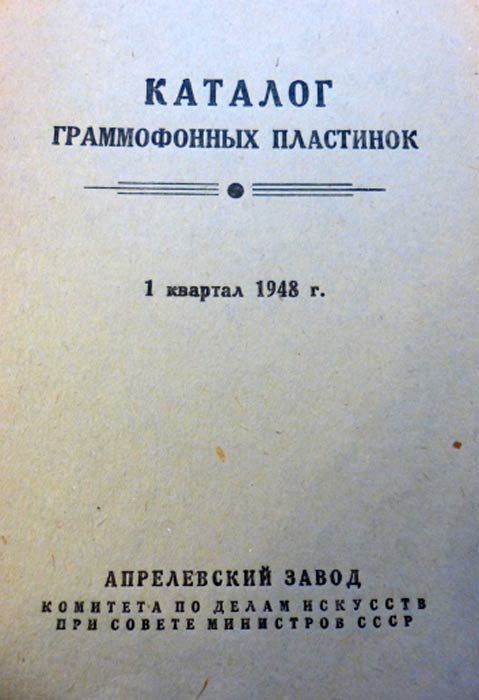 КАТАЛОГ
ГРАММОФОННЫХ ПЛАСТИНОК
1 квартал 1948 г.
АПРЕЛЕВСКИЙ ЗАВОД
КОМИТЕТА ПО ДЕЛАМ ИСКУССТВ
ПРИ СОВЕТЕ МИНИСТРОВ СССР